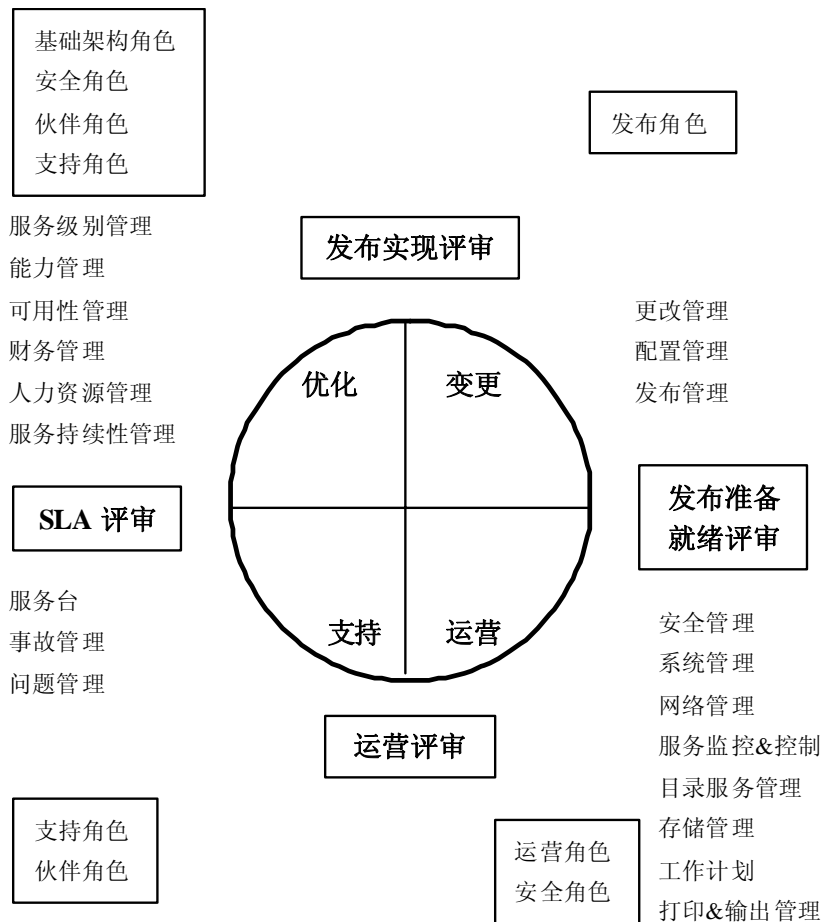 基础架构角色
安全角色
伙伴角色
支持角色
发布角色
服务级别管理
能力管理
可用性管理
财务管理
人力资源管理
服务持续性管理
发布实现评审
更改管理
配置管理
发布管理
优化
变更
SLA 评审
发布准备
就绪评审
服务台
事故管理
问题管理
支持
运营
安全管理
系统管理
网络管理
服务监控&控制
目录服务管理
存储管理
工作计划
打印&输出管理
运营评审
支持角色
伙伴角色
运营角色
安全角色